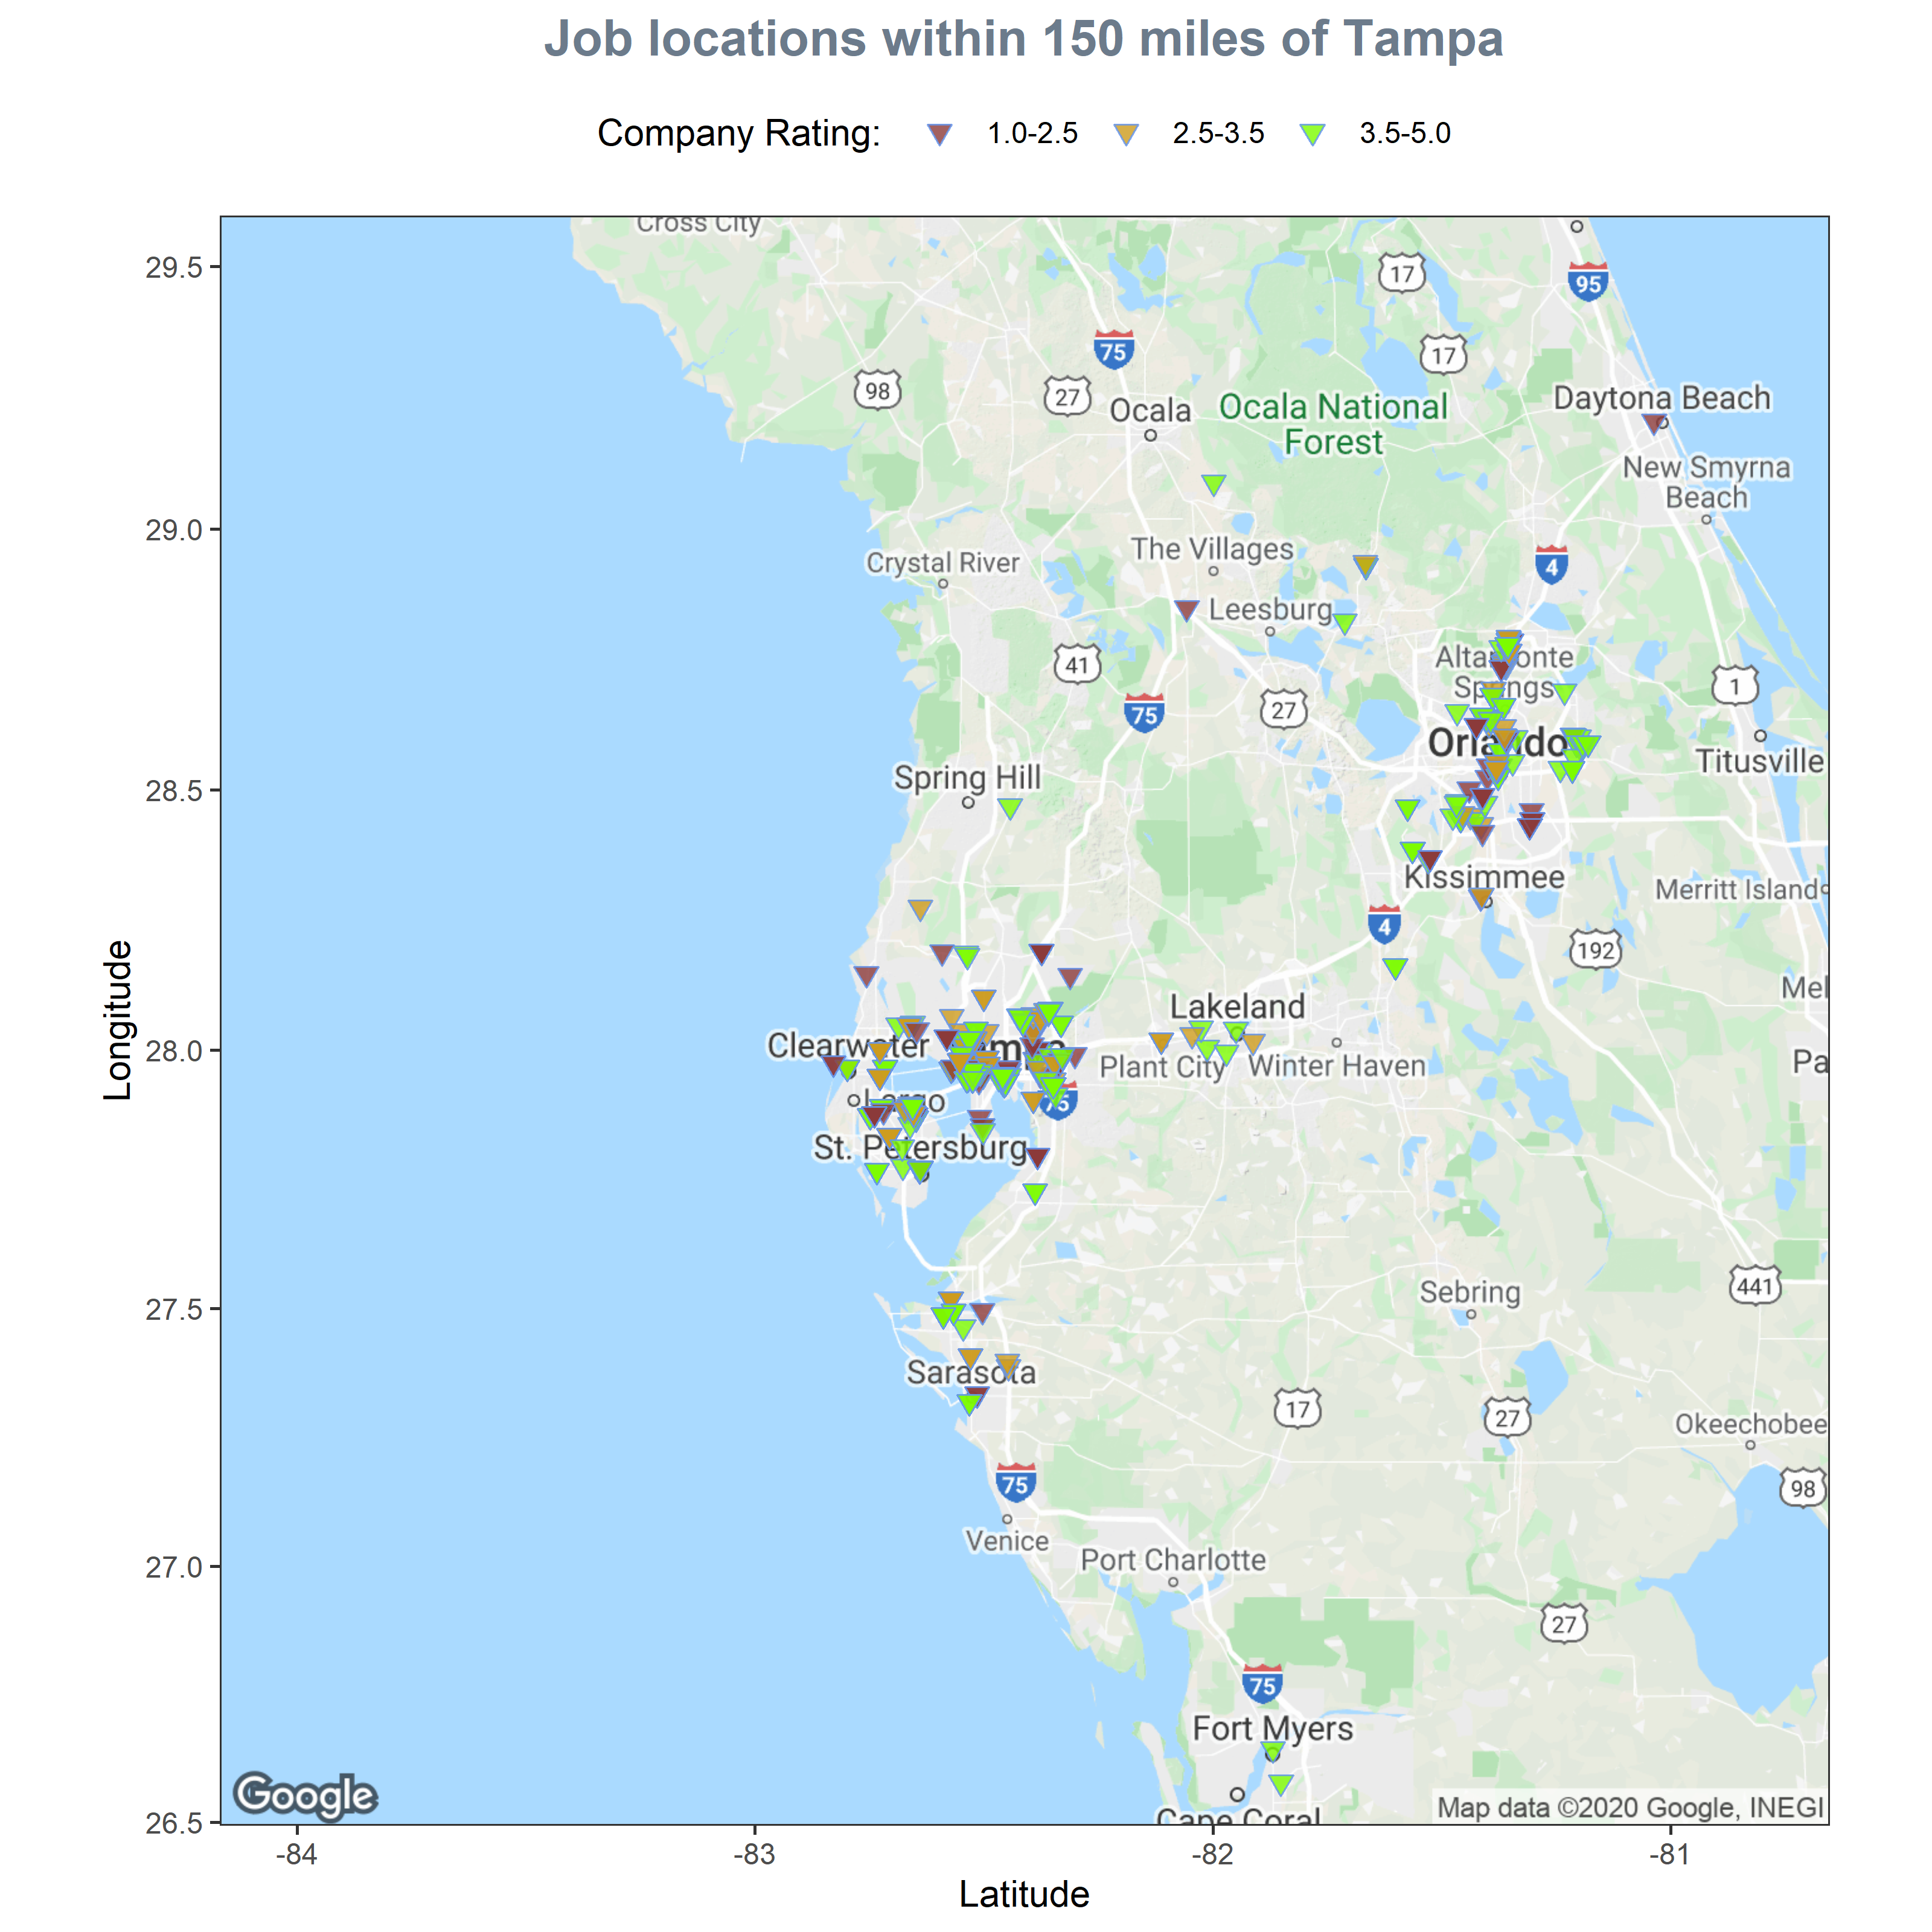 Job locations within 150 miles of Tampa
Company Rating: 1.0-2.5 2.5-3.5 3.5-5.0
Cross City
29.5
17
95
75
17
98
27
Ocala
Ocala National
Forest
Daytona Beach
New Smyrna
Beach
29.0
The Villages
Crystal River
4
Leesburg
41
Altamonte
Springs
1
75
27
Orlando
Titusville
28.5
Spring Hill
Kissimmee
Merritt Island
4
192
Longitude
Mel
Lakeland
28.0
Clearwater
Plant City
Winter Haven
Pa
Largo
75
St. Petersburg
27.5
441
Sebring
Sarasota
17
27
Okeechobee
75
98
Venice
27.0
Port Charlotte
27
75
Fort Myers
Google
Cape Coral
Map data ©2020 Google, INEGI
26.5
-84 -83 -82 -81
Latitude